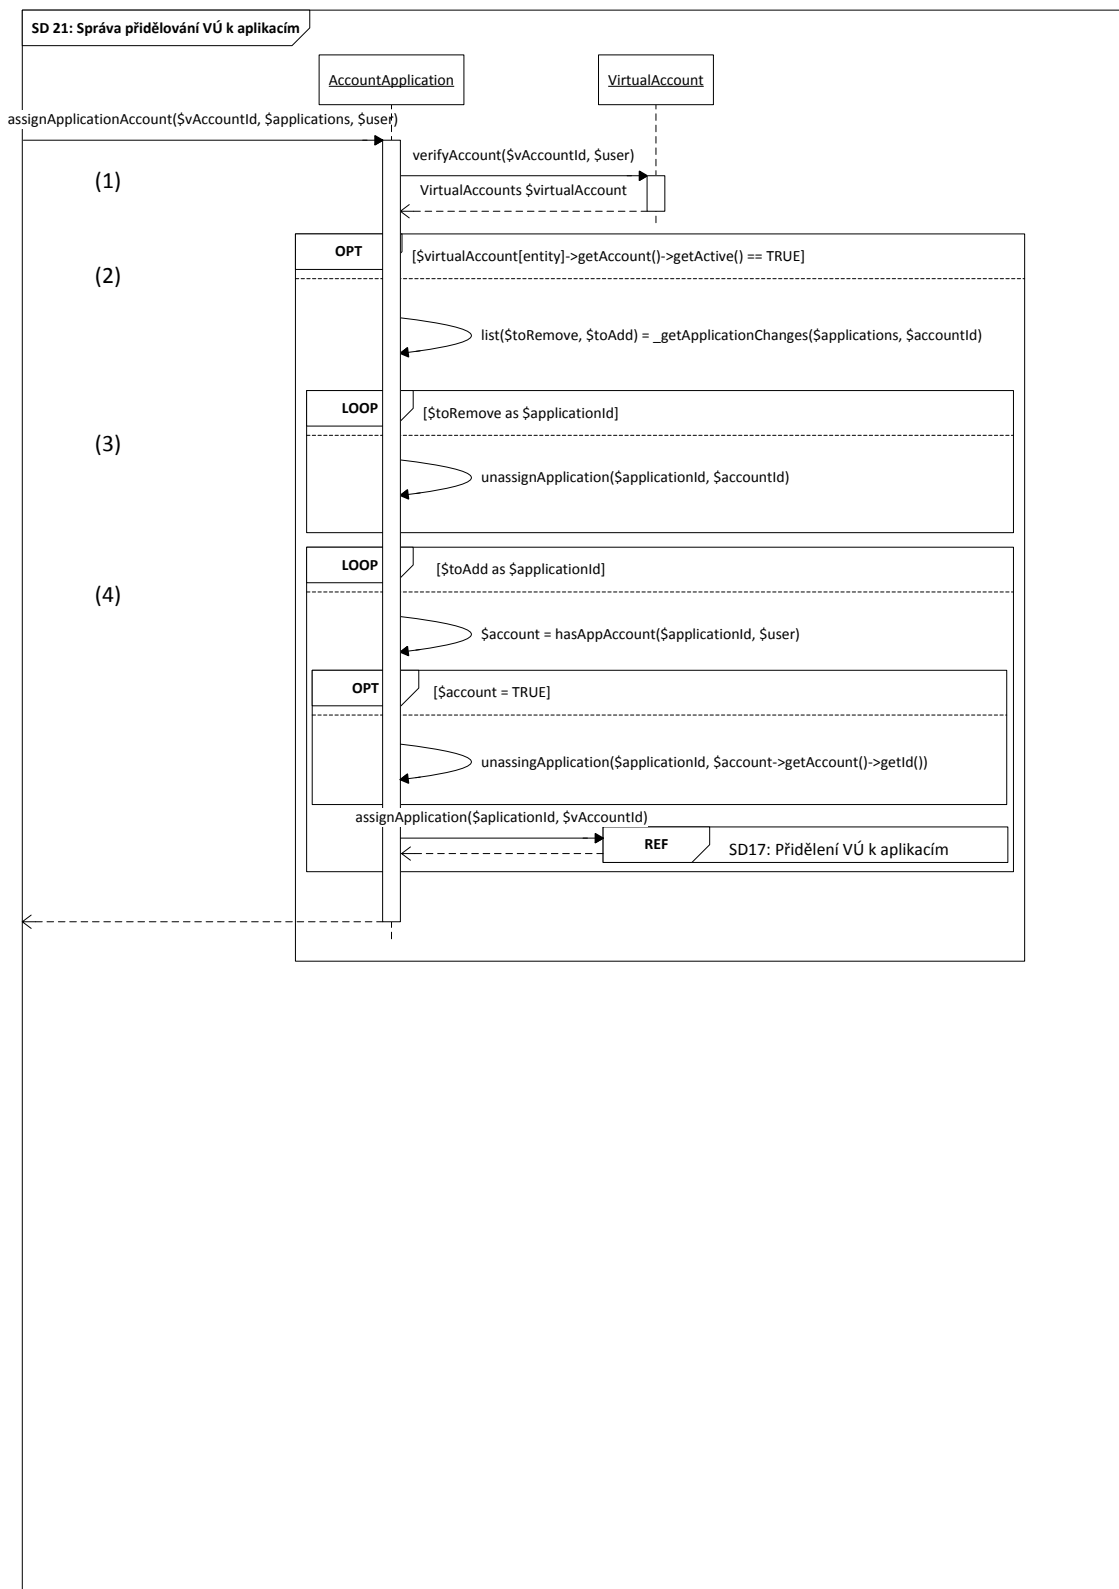 SD 21: Správa přidělování VÚ k aplikacím
AccountApplication
VirtualAccount
assignApplicationAccount($vAccountId, $applications, $user)
verifyAccount($vAccountId, $user)
(1)
VirtualAccounts $virtualAccount
OPT
[$virtualAccount[entity]->getAccount()->getActive() == TRUE]
(2)
list($toRemove, $toAdd) = _getApplicationChanges($applications, $accountId)
LOOP
[$toRemove as $applicationId]
(3)
unassignApplication($applicationId, $accountId)
LOOP
[$toAdd as $applicationId]
(4)
$account = hasAppAccount($applicationId, $user)
OPT
[$account = TRUE]
unassingApplication($applicationId, $account->getAccount()->getId())
assignApplication($aplicationId, $vAccountId)
REF
SD17: Přidělení VÚ k aplikacím